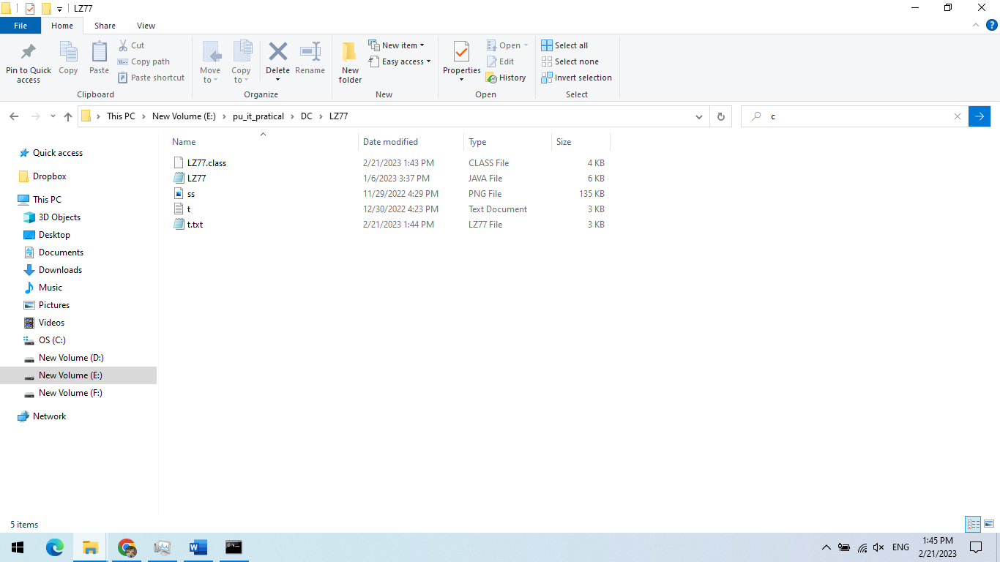 LZ77
File Home Share View
Pin to Quick access
Copy
Paste
Cut
Copy path
Paste shortcut
Clipboard
Move to
Copy to
Delete
Rename
Organize
New folder
New item
Easy access
New
Properties
Open
Edit
History
Open
Select all
Select none
Invert selection
Select
This PC > New Volume (E:) > pu_it_pratical > DC > LZ77
c
Name Date modified Type Size
LZ77.class 2/21/2023 1:43 PM CLASS File 4 KB
LZ77 1/6/2023 3:37 PM JAVA File 6 KB
ss 11/29/2022 4:29 PM PNG File 135 KB
t 12/30/2022 4:23 PM Text Document 3 KB
t.txt 2/21/2023 1:44 PM LZ77 File 3 KB
Quick access
Dropbox
This PC
3D Objects
Desktop
Documents
Downloads
Music
Pictures
Videos
OS (C:)
New Volume (D:)
New Volume (E:)
New Volume (F:)
Network
5 items
ENG
1:45 PM
2/21/2023